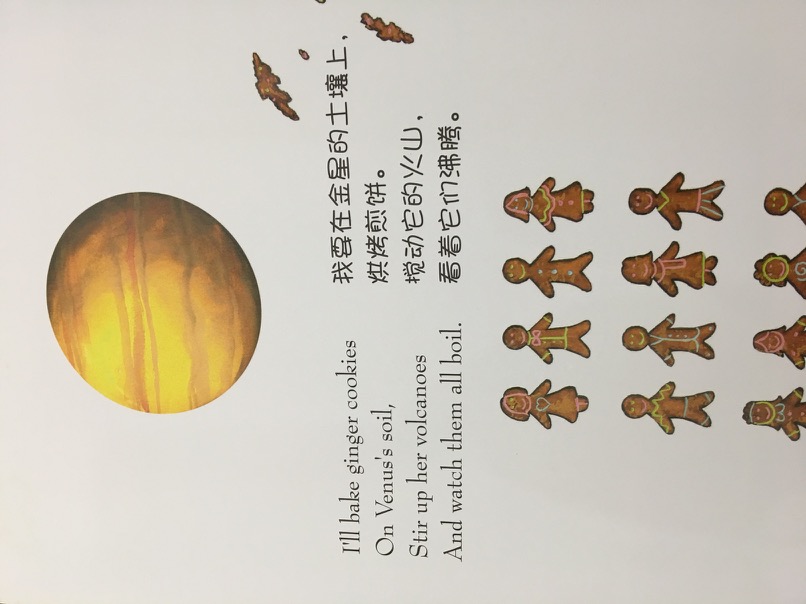 I'll bake ginger cookies
On Venus's soil,
Stir up her volcanoes
And watch them all boil.
我要在金星的土壤上，
烘烤煎饼。
搅动它的火山，
看着它们沸腾。